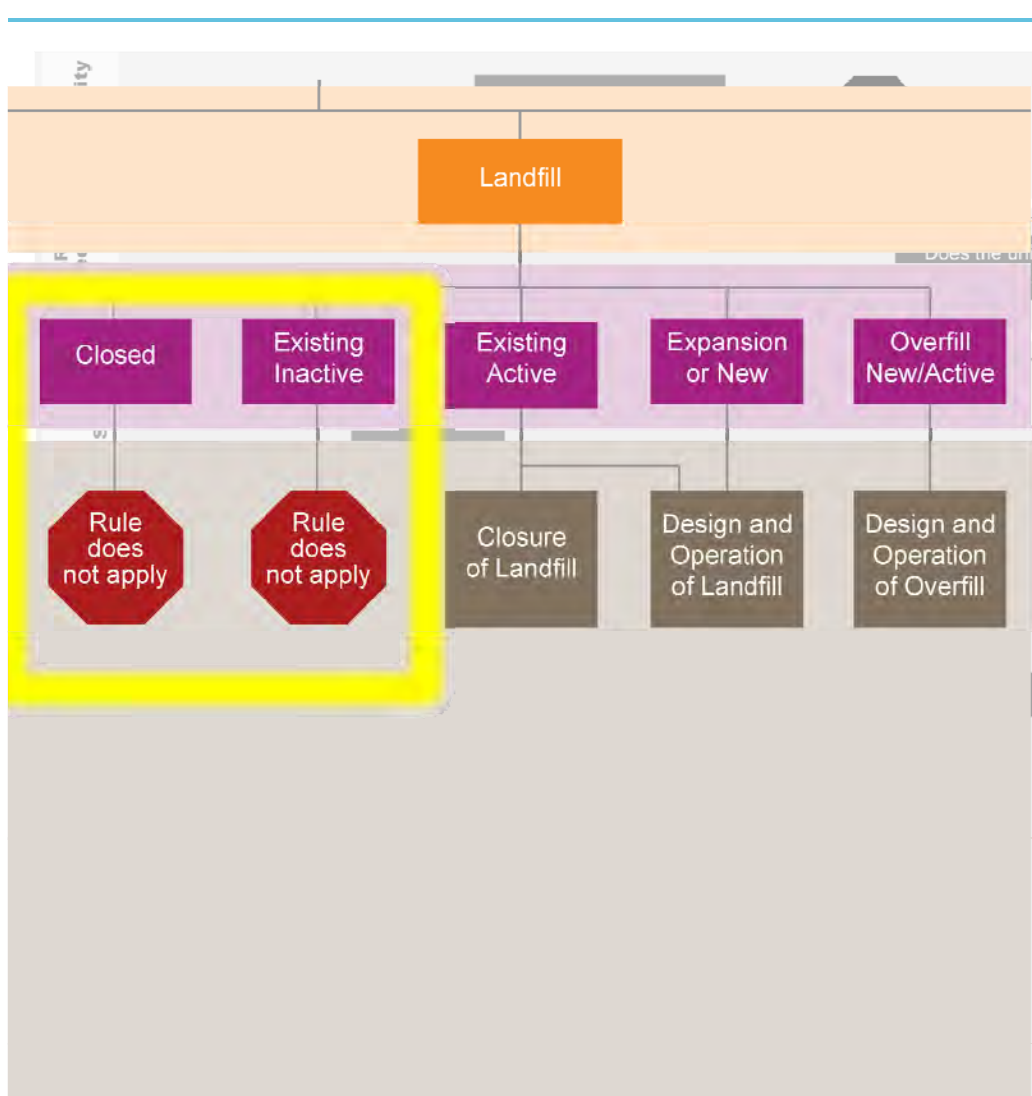 Landfill
Closed
Existing
Inactive
Existing
Active
Expansion
or New
Overfill
New/Active
Rule
does
not apply
Rule
does
not apply
Closure
of Landfill
Design and
Operation
of Landfill
Design and
Operation
of Overfill